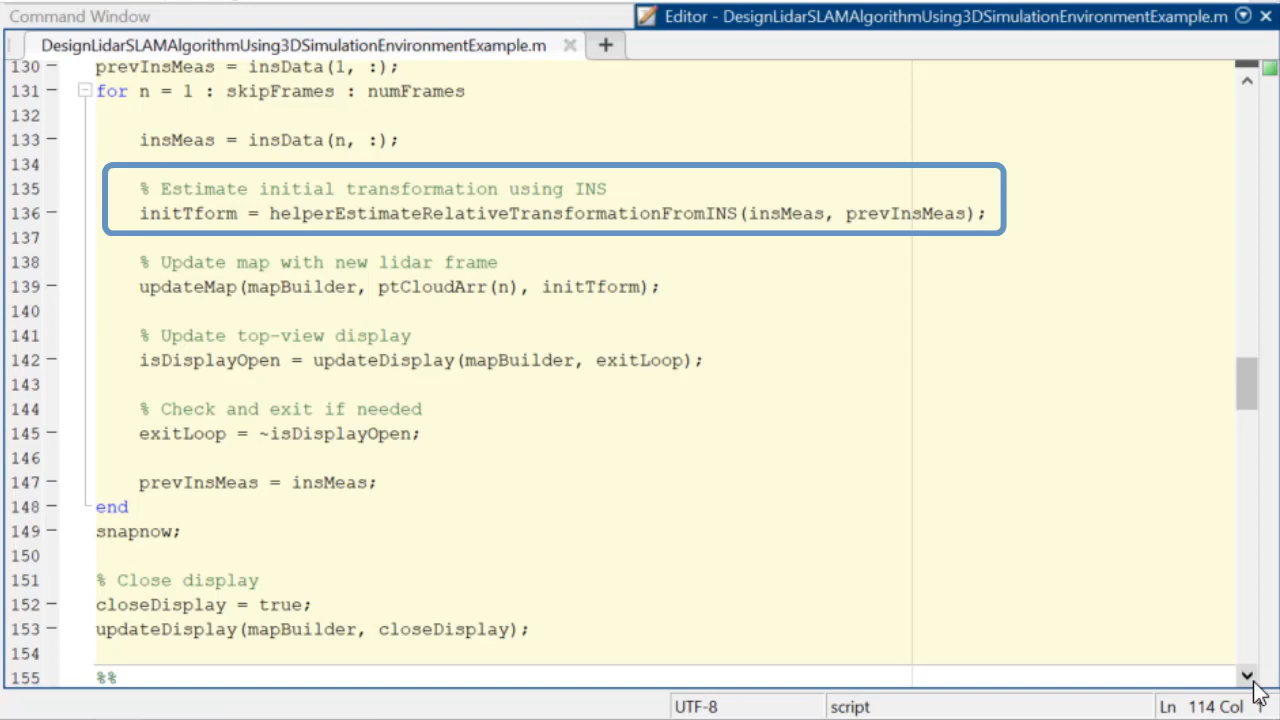 Command Window
Editor - DesignLidarSLAMAlgorithmUsing3DSimulationEnvironmentExample.m
DesignLidarSLAMAlgorithmUsing3DSimulationEnvironmentExample.m
130 prevInsMeas = insData(1, :);
131 for n = 1 : skipFrames : numFrames
132
133 insMeas = insData(n, :);
134
135 % Estimate initial transformation using INS
136 initTform = helperEstimateRelativeTransformationFromINS(insMeas, prevInsMeas);
137
138 % Update map with new lidar frame
139 updateMap(mapBuilder, ptCloudArr(n), initTform);
140
141 % Update top-view display
142 isDisplayOpen = updateDisplay(mapBuilder, exitLoop);
143
144 % Check and exit if needed
145 exitLoop = ~isDisplayOpen;
146
147 prevInsMeas = insMeas;
148 end
149 snapnow;
150
151 % Close display
152 closeDisplay = true;
153 updateDisplay(mapBuilder, closeDisplay);
154
155 %%
UTF-8 script Ln 114 Col